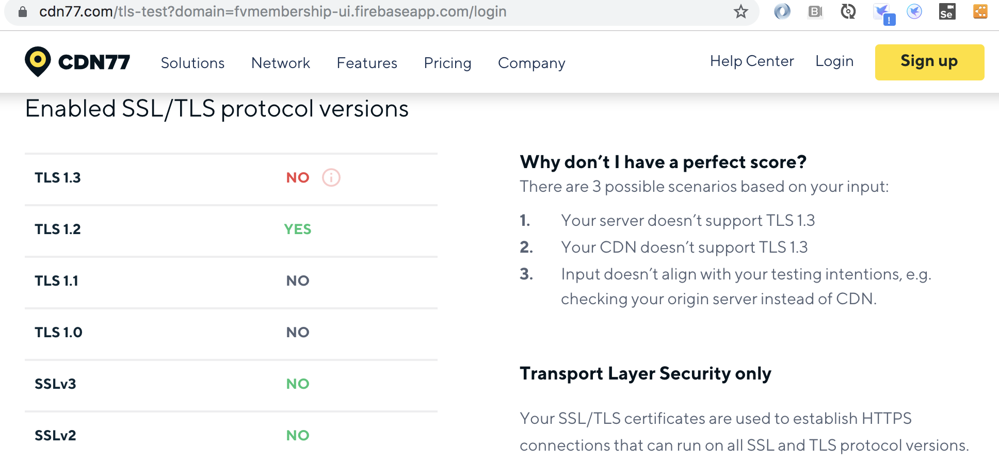 cdn77.com/tls-test?domain=fvmembership-ui.firebaseapp.com/login
B
!
Se
CDN77
Solutions
Network
Features
Pricing
Company
Help Center
Login
Sign up
Enabled SSL/TLS protocol versions
TLS 1.3 NO i
TLS 1.2 YES
TLS 1.1 NO
TLS 1.0 NO
SSLv3 NO
SSLv2 NO
Why don’t I have a perfect score?
There are 3 possible scenarios based on your input:
1. Your server doesn’t support TLS 1.3
2. Your CDN doesn’t support TLS 1.3
3. Input doesn’t align with your testing intentions, e.g.
checking your origin server instead of CDN.
Transport Layer Security only
Your SSL/TLS certificates are used to establish HTTPS
connections that can run on all SSL and TLS protocol versions.